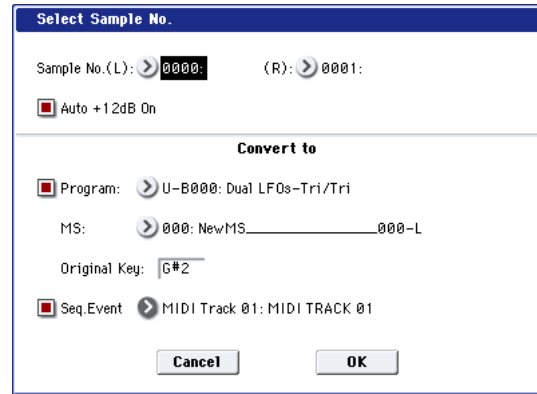 Select Sample No.
Sample No.(L): 0000: (R): 0001:
Auto +12dB On
Convert to
Program: U-B000: Dual LFOs-Tri/Tri
MS: 000: NewMS______________000-L
Original Key: G#2
Seq.Event MIDI Track 01: MIDI TRACK 01
Cancel OK